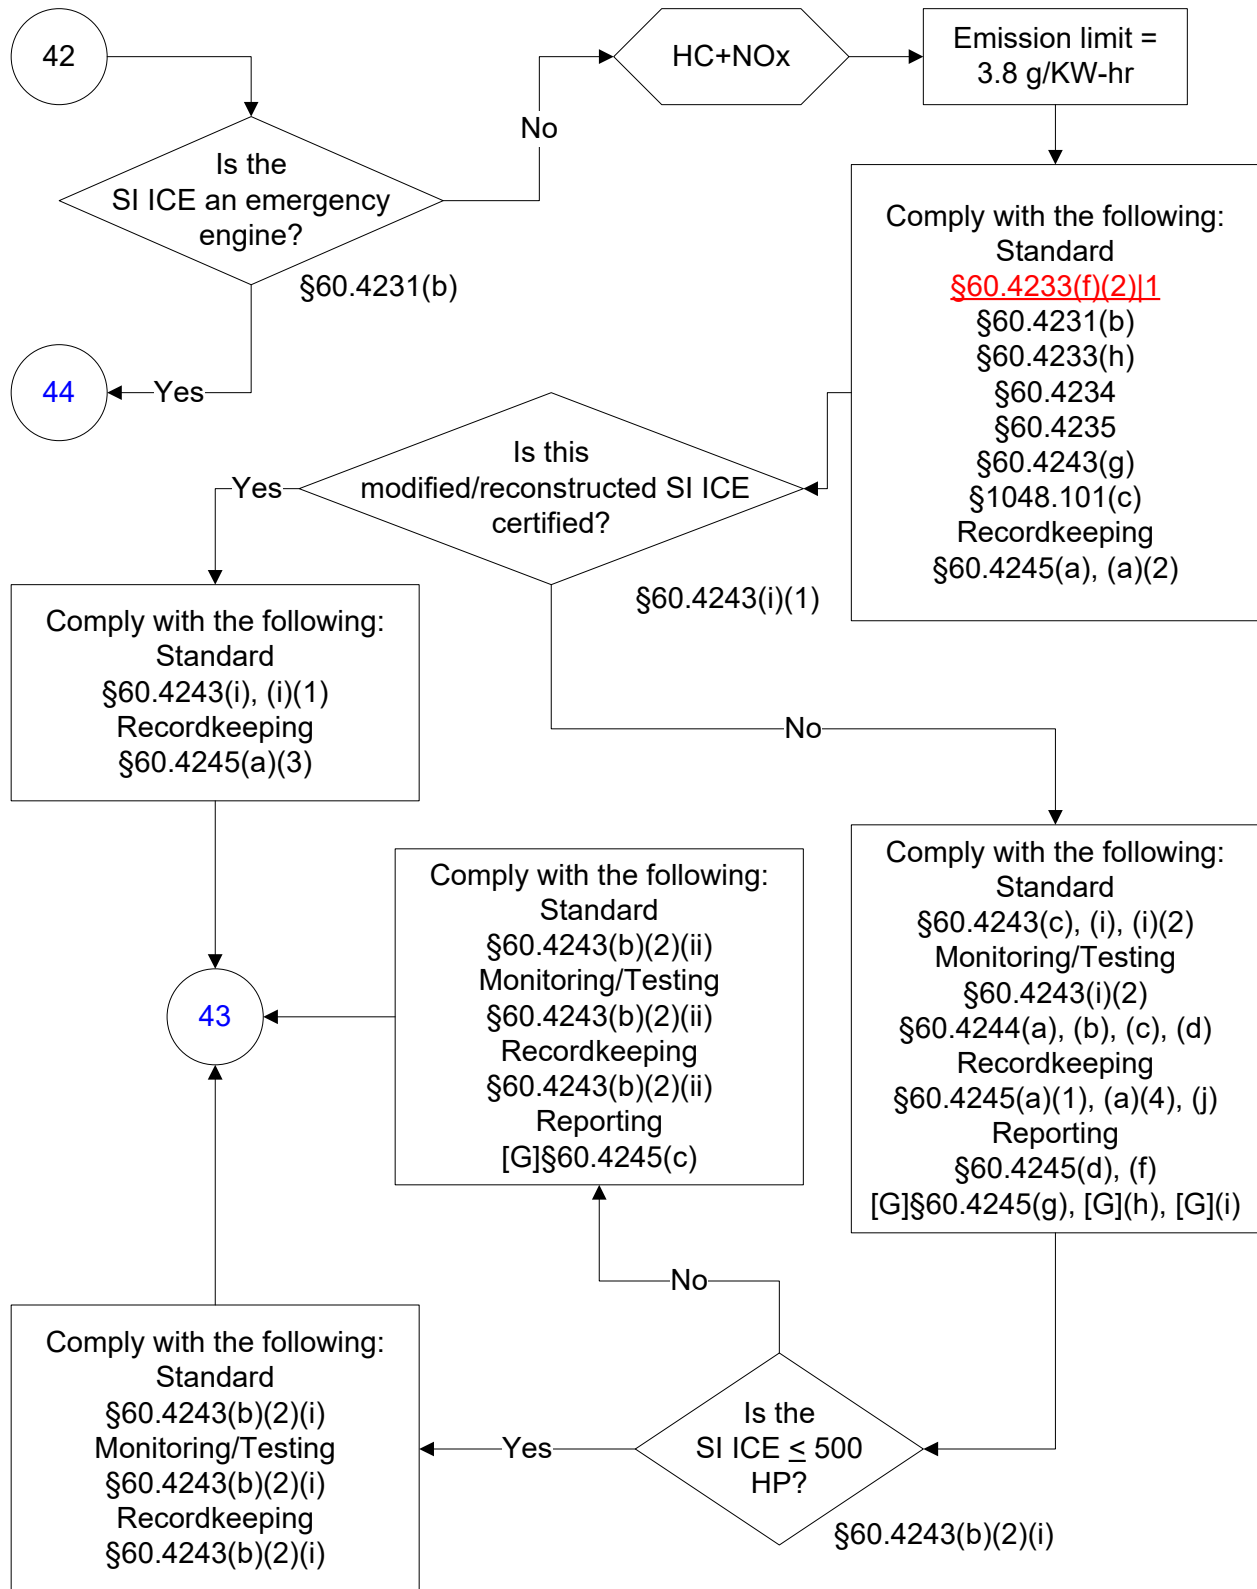 42
HC+NOx
Emission limit =
3.8 g/KW-hr
No
Is the
SI ICE an emergency
engine?
§60.4231(b)
Yes
44
Comply with the following:
Standard
§60.4233(f)(2)|1
§60.4231(b)
§60.4233(h)
§60.4234
§60.4235
§60.4243(g)
§1048.101(c)
Recordkeeping
§60.4245(a), (a)(2)
Is this
modified/reconstructed SI ICE
certified?
§60.4243(i)(1)
Yes
Comply with the following:
Standard
§60.4243(i), (i)(1)
Recordkeeping
§60.4245(a)(3)
No
Comply with the following:
Standard
§60.4243(c), (i), (i)(2)
Monitoring/Testing
§60.4243(i)(2)
§60.4244(a), (b), (c), (d)
Recordkeeping
§60.4245(a)(1), (a)(4), (j)
Reporting
§60.4245(d), (f)
[G]§60.4245(g), [G](h), [G](i)
Comply with the following:
Standard
§60.4243(b)(2)(ii)
Monitoring/Testing
§60.4243(b)(2)(ii)
Recordkeeping
§60.4243(b)(2)(ii)
Reporting
[G]§60.4245(c)
43
No
Is the
SI ICE ≤ 500
HP?
§60.4243(b)(2)(i)
Yes
Comply with the following:
Standard
§60.4243(b)(2)(i)
Monitoring/Testing
§60.4243(b)(2)(i)
Recordkeeping
§60.4243(b)(2)(i)